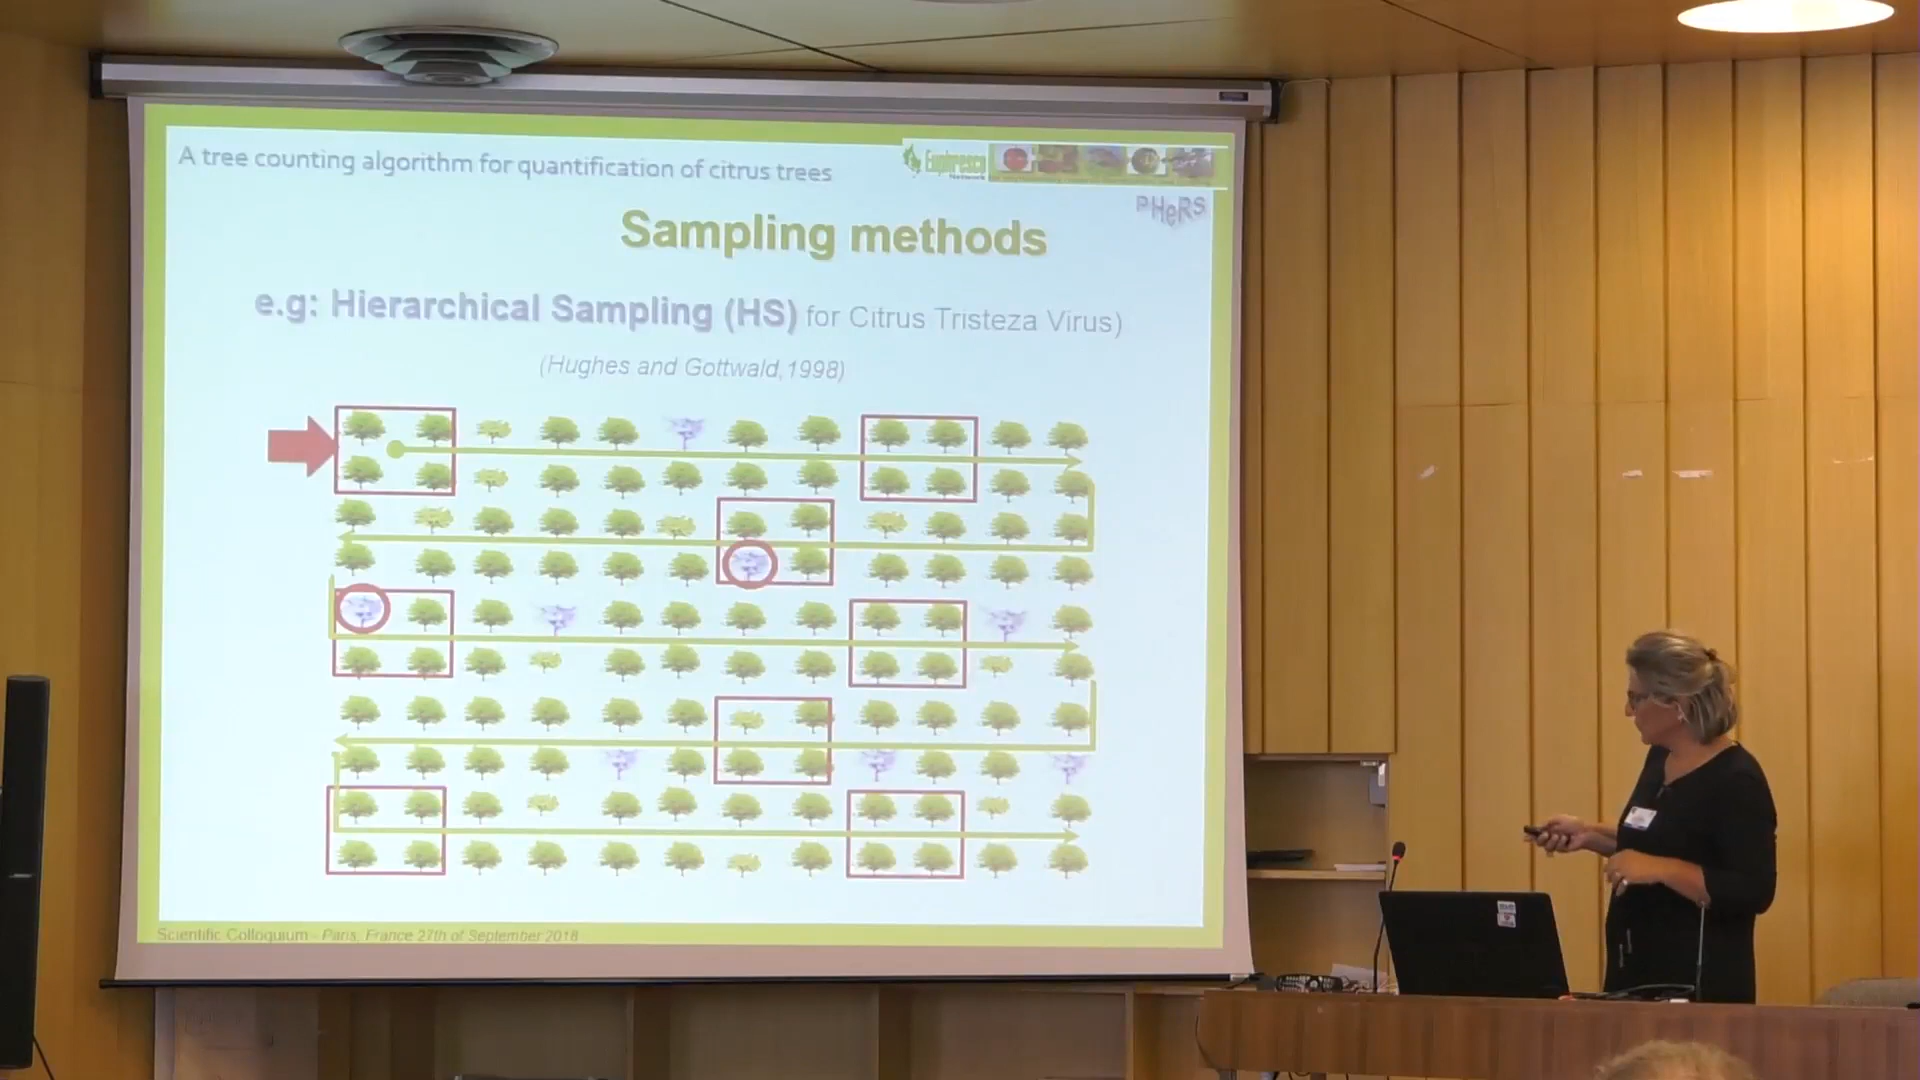 A tree counting algorithm for quantification of citrus trees
Euphresco
PHeRS
Sampling methods
e.g: Hierarchical Sampling (HS) for Citrus Tristeza Virus)
(Hughes and Gottwald, 1998)
Scientific Colloquium - Paris, France 27th of September 2018